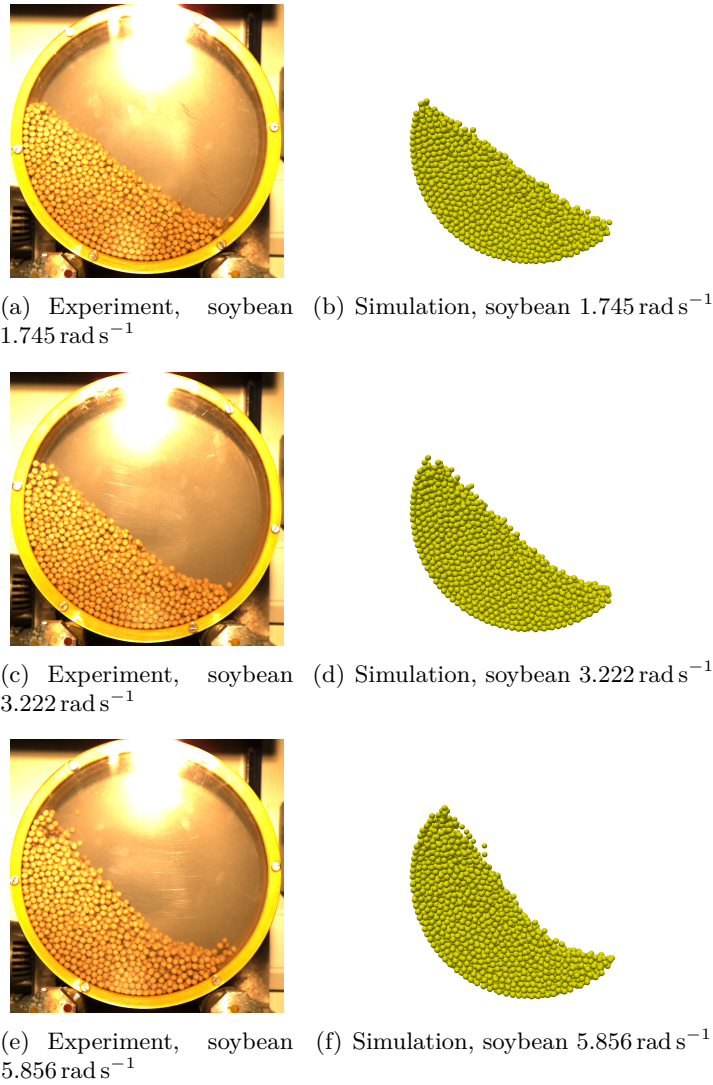 (a) Experiment, soybean
1.745 rad s⁻¹
(b) Simulation, soybean 1.745 rad s⁻¹
(c) Experiment, soybean
3.222 rad s⁻¹
(d) Simulation, soybean 3.222 rad s⁻¹
(e) Experiment, soybean
5.856 rad s⁻¹
(f) Simulation, soybean 5.856 rad s⁻¹